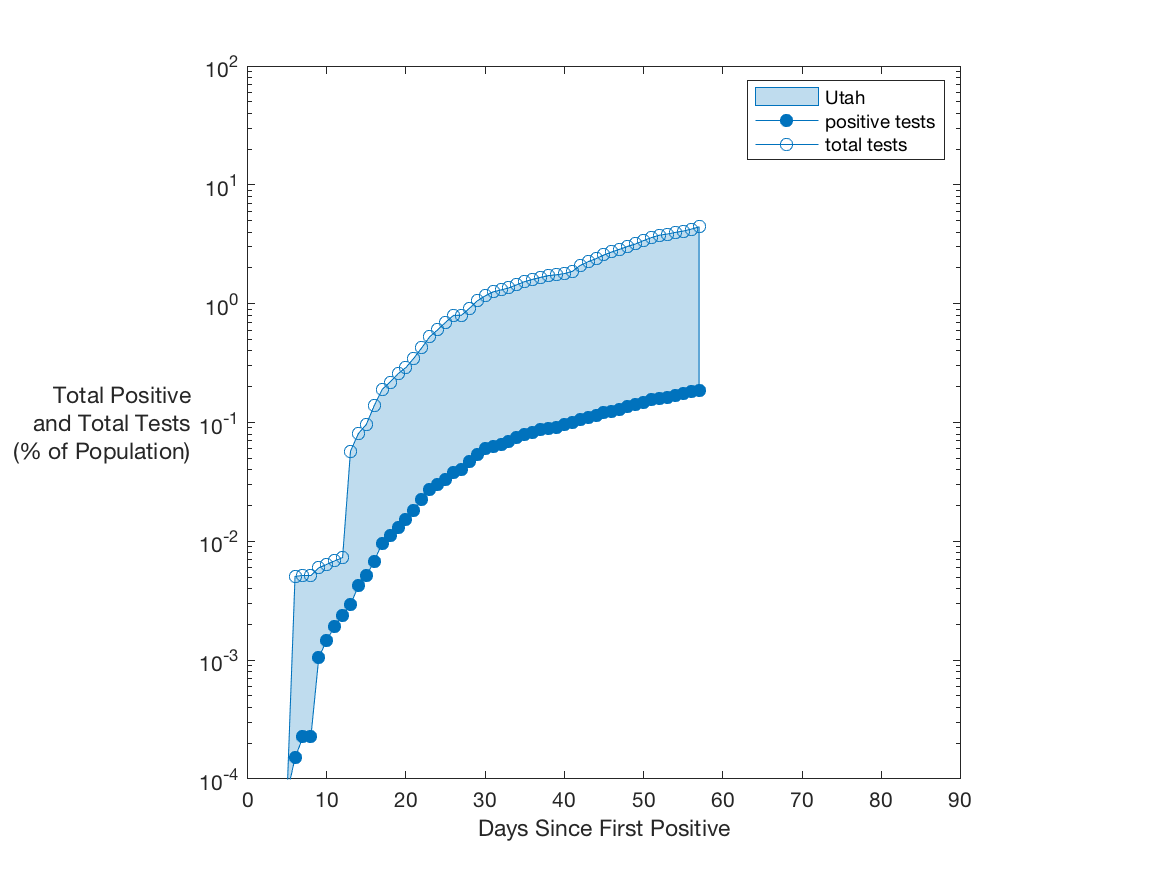 10^2
10^1
10^0
10^-1
10^-2
10^-3
10^-4
Total Positive
and Total Tests
(% of Population)
Utah
positive tests
total tests
0 10 20 30 40 50 60 70 80 90
Days Since First Positive